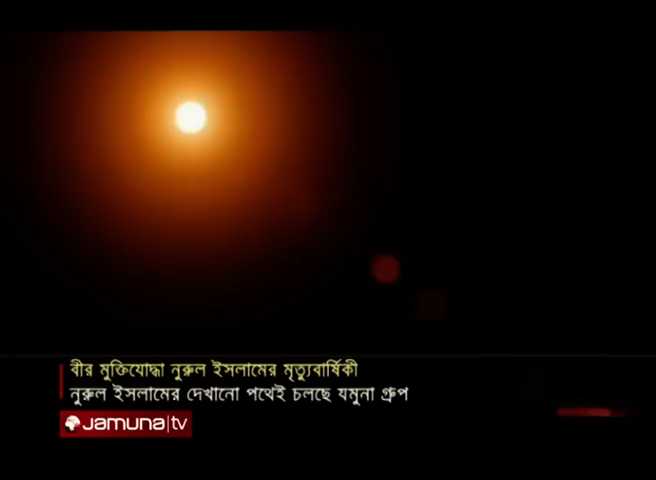 বীর মুক্তিযোদ্ধা নুরুল ইসলামের মৃত্যুবার্ষিকী
নুরুল ইসলামের দেখানো পথেই চলছে যমুনা গ্রুপ
Jamuna|tv